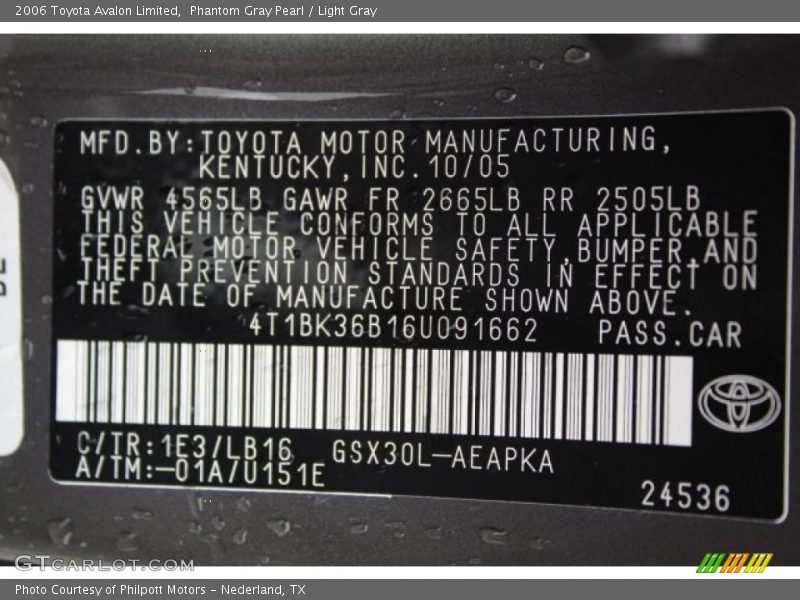 2006 Toyota Avalon Limited,  Phantom Gray Pearl / Light Gray
MFD.BY:TOYOTA MOTOR MANUFACTURING,
KENTUCKY,INC.10/05
GVWR 4565LB GAWR FR 2665LB RR 2505LB
THIS VEHICLE CONFORMS TO ALL APPLICABLE
FEDERAL MOTOR VEHICLE SAFETY,BUMPER,AND
THEFT PREVENTION STANDARDS IN EFFECT ON
THE DATE OF MANUFACTURE SHOWN ABOVE.
4T1BK36B16U091662 PASS.CAR
C/TR:1E3/LB16 GSX30L-AEAPKA
A/TM:-01A/U151E
24536
GTCarlot.com
Photo Courtesy of Philpott Motors - Nederland, TX